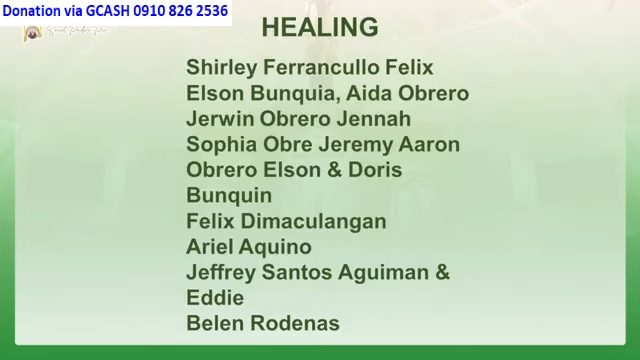 Donation via GCASH 0910 826 2536
HEALING
Shirley Ferrancullo Felix
Elson Bunquia, Aida Obrero
Jerwin Obrero Jennah
Sophia Obre Jeremy Aaron
Obrero Elson & Doris
Bunquin
Felix Dimaculangan
Ariel Aquino
Jeffrey Santos Aguiman &
Eddie
Belen Rodenas